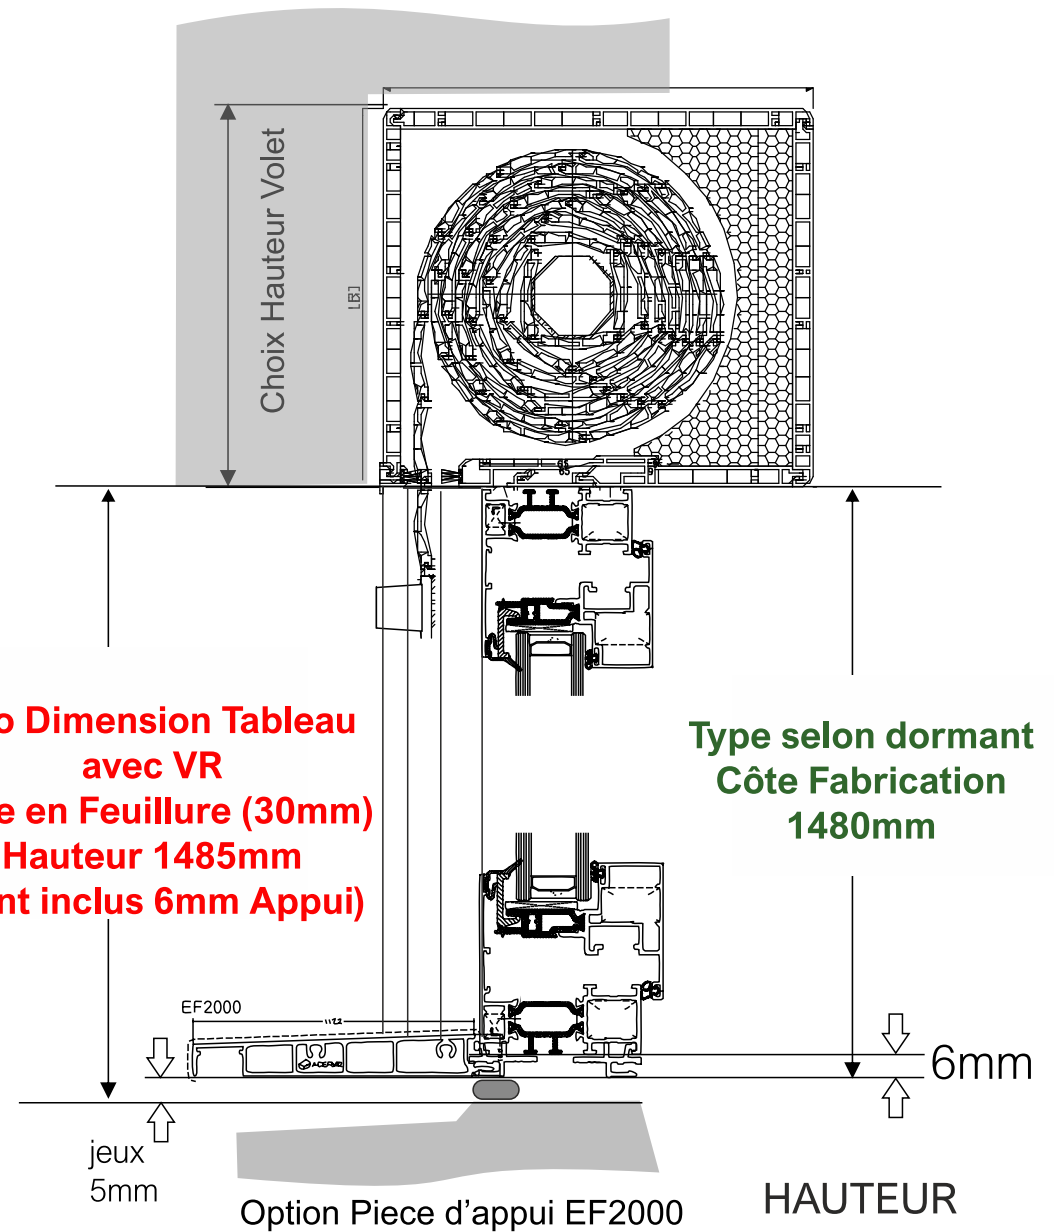 Choix Hauteur Volet
[B]
o Dimension Tableau
avec VR
e en Feuillure (30mm)
Hauteur 1485mm
nt inclus 6mm Appui)
Type selon dormant
Côte Fabrication
1480mm
EF2000
6mm
jeux
5mm
Option Piece d'appui EF2000
HAUTEUR